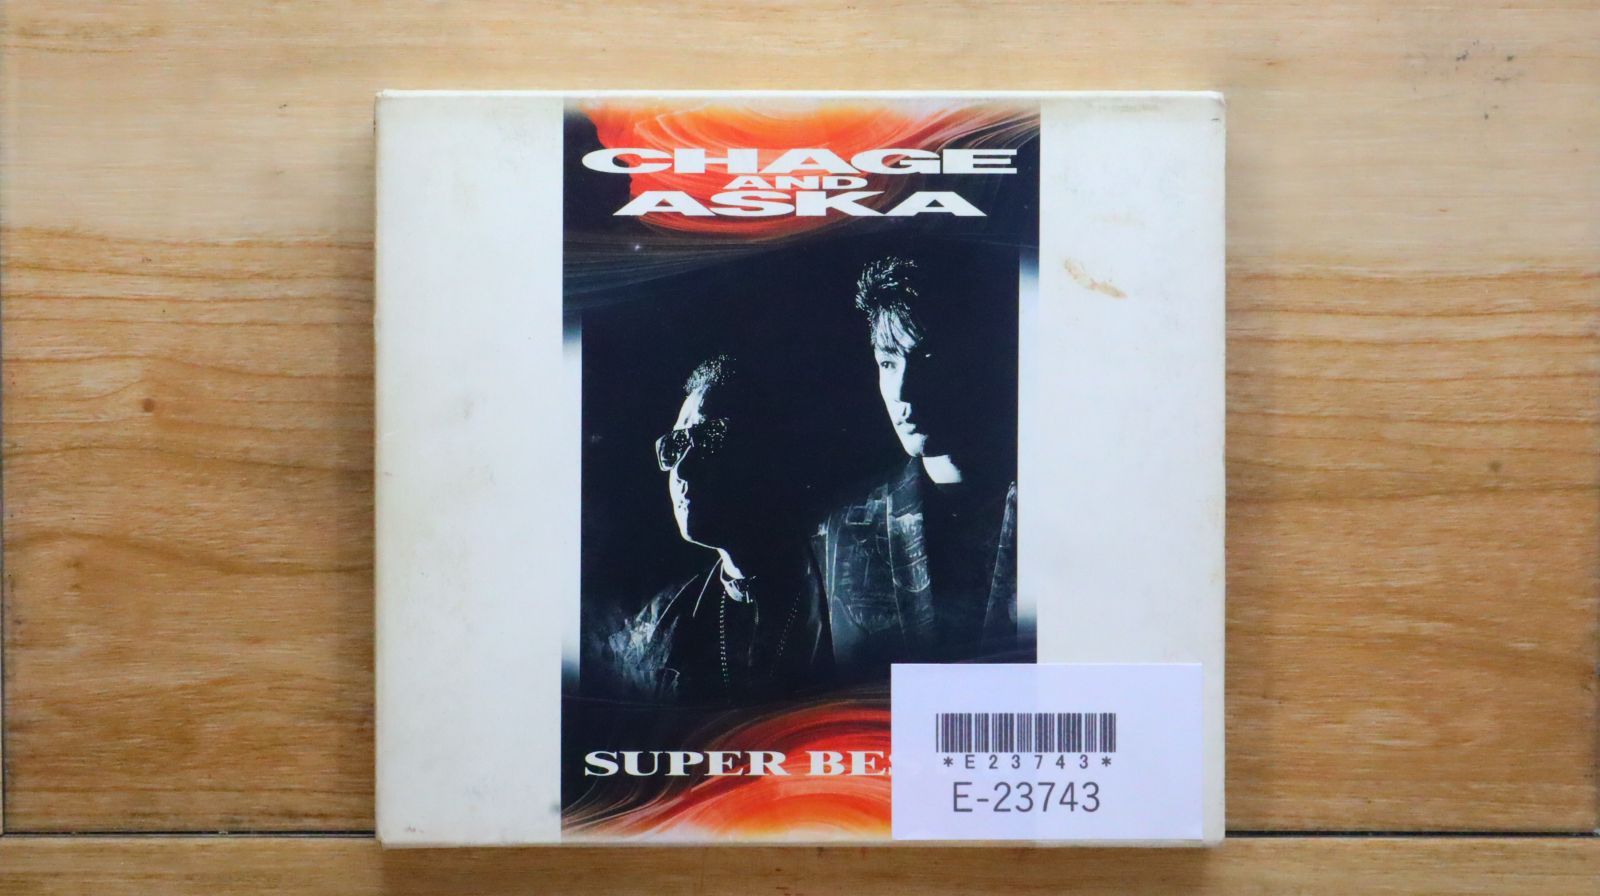 CHAGE
AND
ASKA
SUPER BES
*E23743*
E-23743